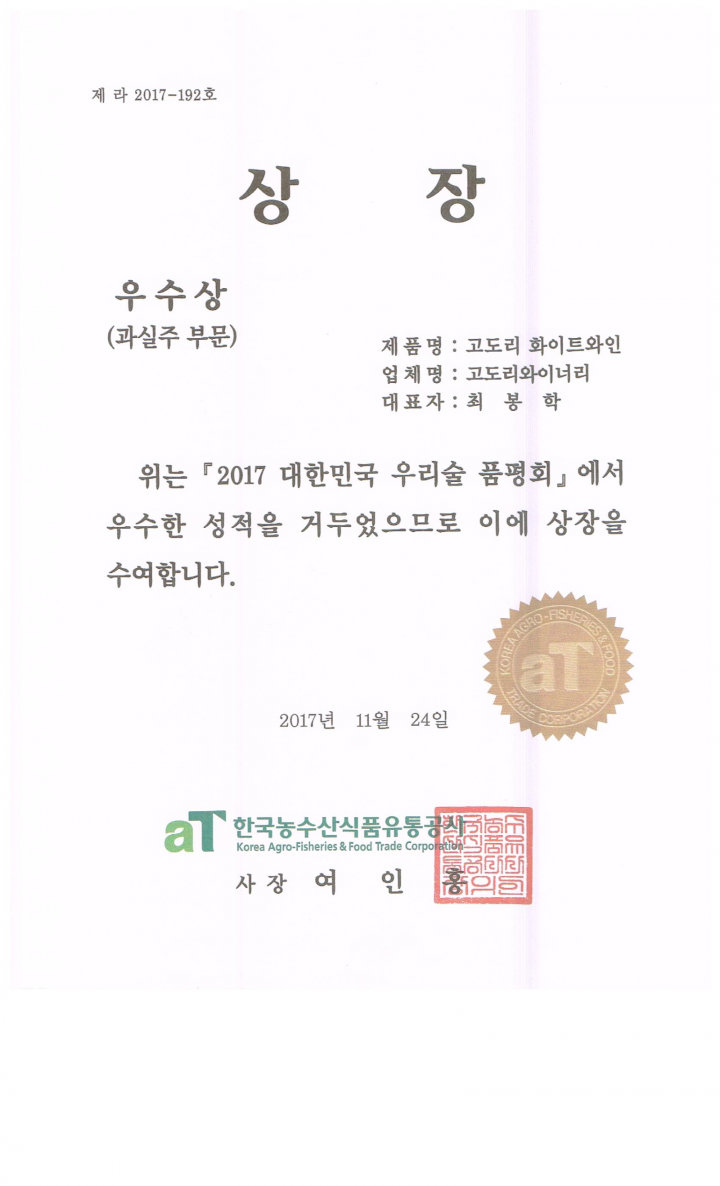 제 라 2017-192호
상 장
우수상
(과실주 부문)
제품명 : 고도리 화이트와인
업체명 : 고도리와이너리
대표자 : 최 봉 학
위는 『2017 대한민국 우리술 품평회』에서
우수한 성적을 거두었으므로 이에 상장을
수여합니다.
KOREA AGRO-FISHERIES & FOOD
aT
TRADE CORPORATION
2017년 11월 24일
aT 한국농수산식품유통공사
Korea Agro-Fisheries & Food Trade Corporation
사장 여 인 홍